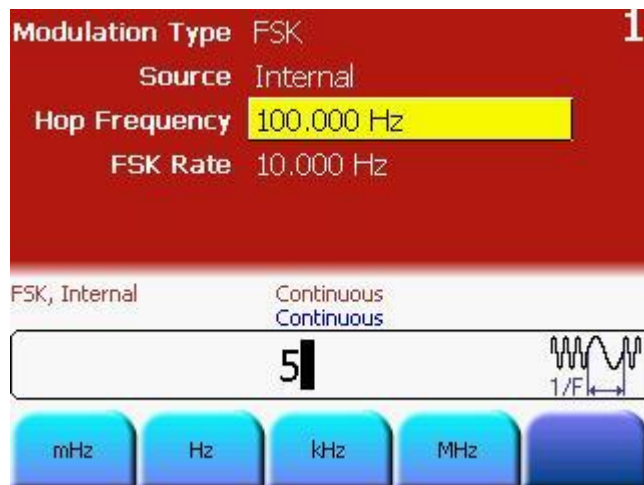 Modulation Type FSK 1
Source Internal
Hop Frequency 100.000 Hz
FSK Rate 10.000 Hz
FSK, Internal Continuous
Continuous
5
1/F
mHz Hz kHz MHz